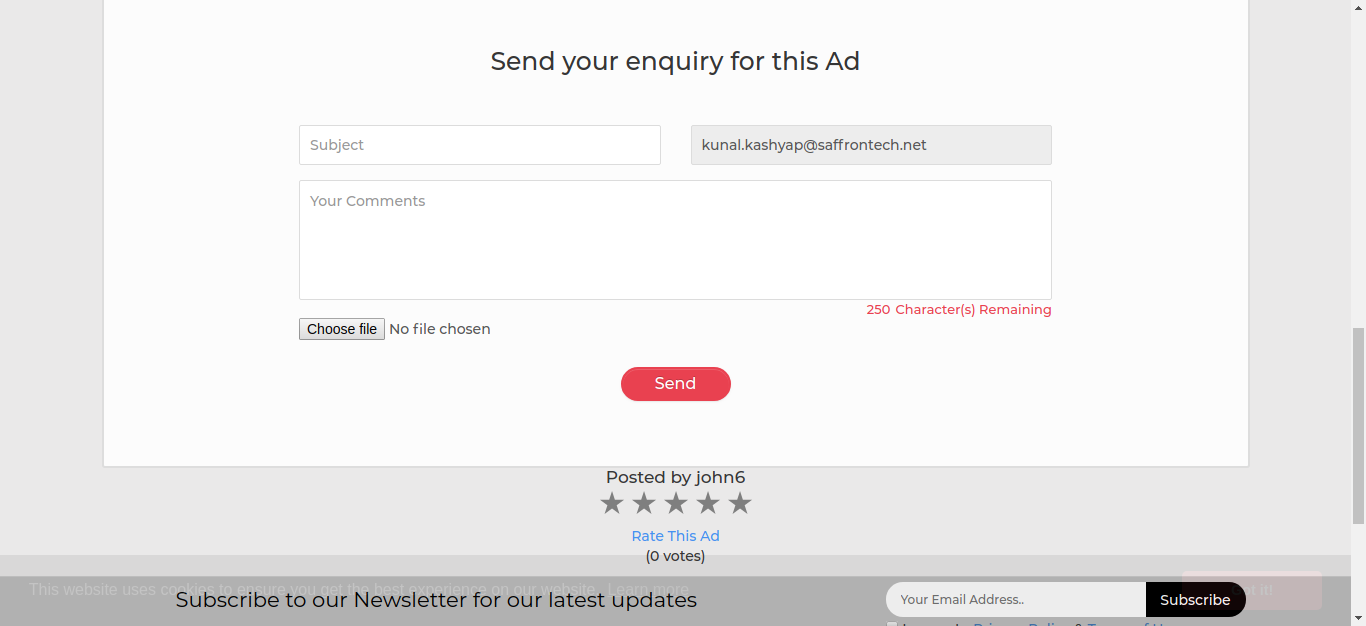 Send your enquiry for this Ad
Subject
kunal.kashyap@saffrontech.net
Your Comments
250 Character(s) Remaining
Choose file No file chosen
Send
Posted by john6
Rate This Ad
(0 votes)
This website uses cookies to ensure you get the best experience on our website. Learn more
Subscribe to our Newsletter for our latest updates
Your Email Address..
Subscribe
it!